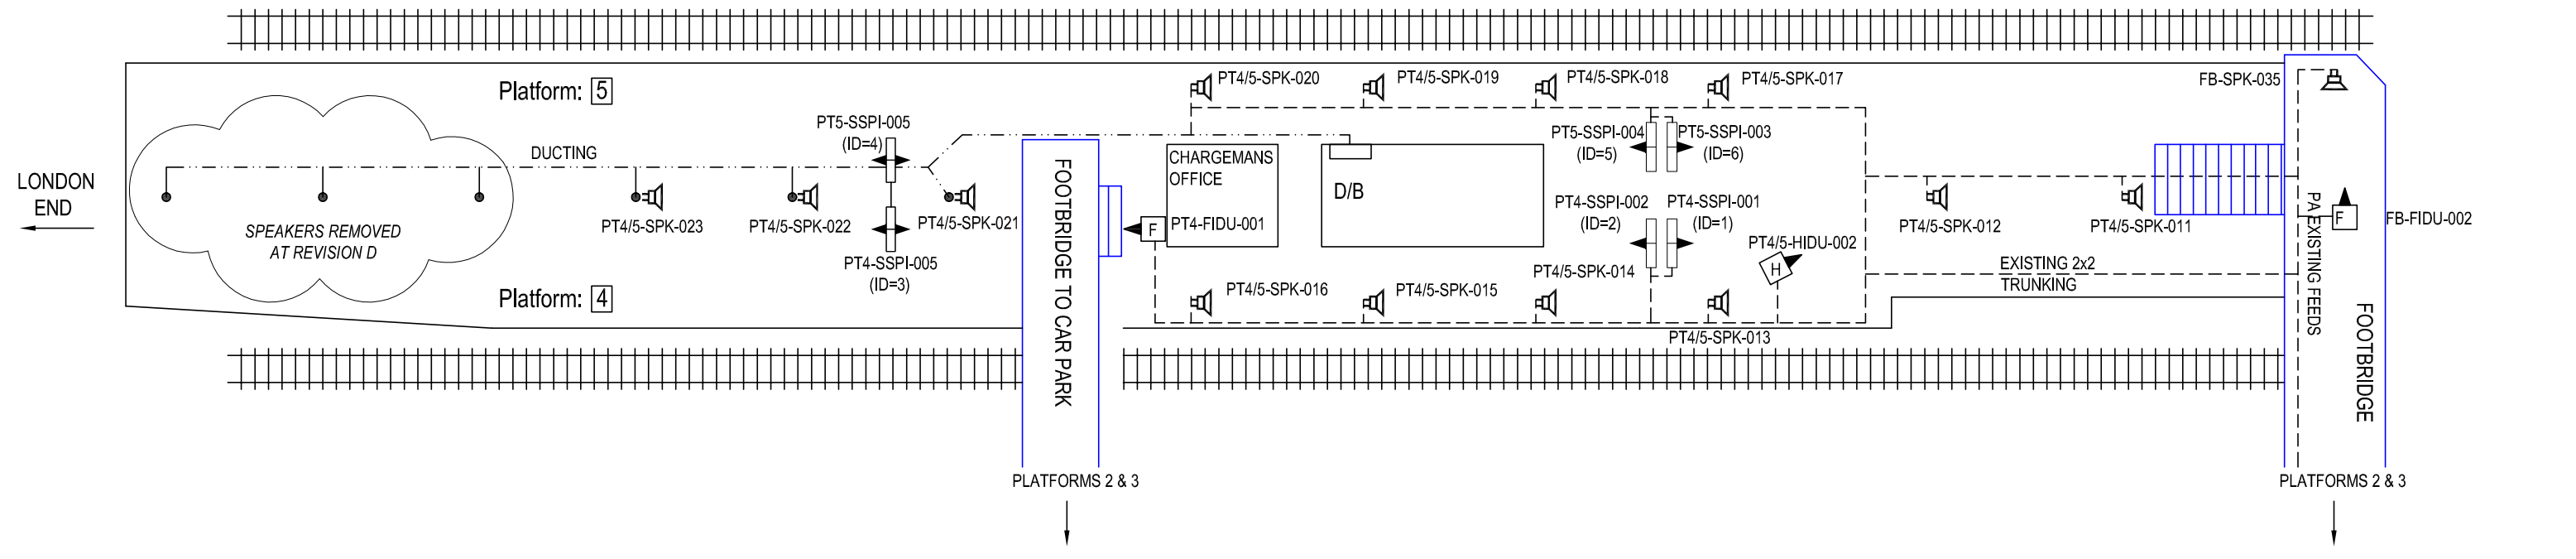 PT4/5-SPK-020
PT4/5-SPK-019
PT4/5-SPK-018
PT4/5-SPK-017
FB-SPK-035
Platform: 5
PT5-SSPI-005
(ID=4)
PT5-SSPI-004
(ID=5)
PT5-SSPI-003
(ID=6)
DUCTING
CHARGEMANS
OFFICE
D/B
LONDON
END
SPEAKERS REMOVED
AT REVISION D
PT4/5-SPK-023
PT4/5-SPK-022
PT4/5-SPK-021
F
PT4-FIDU-001
PT4-SSPI-002
(ID=2)
PT4-SSPI-001
(ID=1)
PT4/5-HIDU-002
H
PT4/5-SPK-012
PT4/5-SPK-011
F
FB-FIDU-002
PT4-SSPI-005
(ID=3)
Platform: 4
PT4/5-SPK-016
PT4/5-SPK-015
PT4/5-SPK-014
PT4/5-SPK-013
EXISTING 2x2
TRUNKING
PA EXISTING FEEDS
FOOTBRIDGE TO CAR PARK
FOOTBRIDGE
PLATFORMS 2 & 3
PLATFORMS 2 & 3